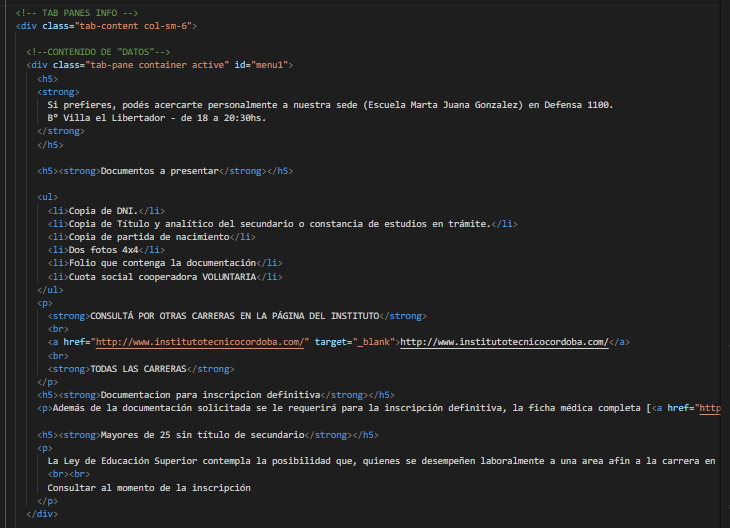 <!-- TAB PANES INFO -->
<div class="tab-content col-sm-6">
<!--CONTENIDO DE "DATOS"-->
<div class="tab-pane container active" id="menu1">
<h5>
<strong>
Si prefieres, podés acercarte personalmente a nuestra sede (Escuela Marta Juana Gonzalez) en Defensa 1100.
B° Villa el Libertador - de 18 a 20:30hs.
</strong>
</h5>
<h5><strong>Documentos a presentar</strong></h5>
<ul>
<li>Copia de DNI.</li>
<li>Copia de Título y analítico del secundario o constancia de estudios en trámite.</li>
<li>Copia de partida de nacimiento</li>
<li>Dos fotos 4x4</li>
<li>Folio que contenga la documentación</li>
<li>Cuota social cooperadora VOLUNTARIA</li>
</ul>
<p>
<strong>CONSULTÁ POR OTRAS CARRERAS EN LA PÁGINA DEL INSTITUTO</strong>
<br>
<a href="http://www.institutotecnicocordoba.com/" target="_blank">http://www.institutotecnicocordoba.com/</a>
<br>
<strong>TODAS LAS CARRERAS</strong>
</p>
<h5><strong>Documentacion para inscripcion definitiva</strong></h5>
<p>Además de la documentación solicitada se le requerirá para la inscripción definitiva, la ficha médica completa [<a href="http
<h5><strong>Mayores de 25 sin título de secundario</strong></h5>
<p>
La Ley de Educación Superior contempla la posibilidad que, quienes se desempeñen laboralmente a una area afin a la carrera en
<br><br>
Consultar al momento de la inscripción
</p>
</div>